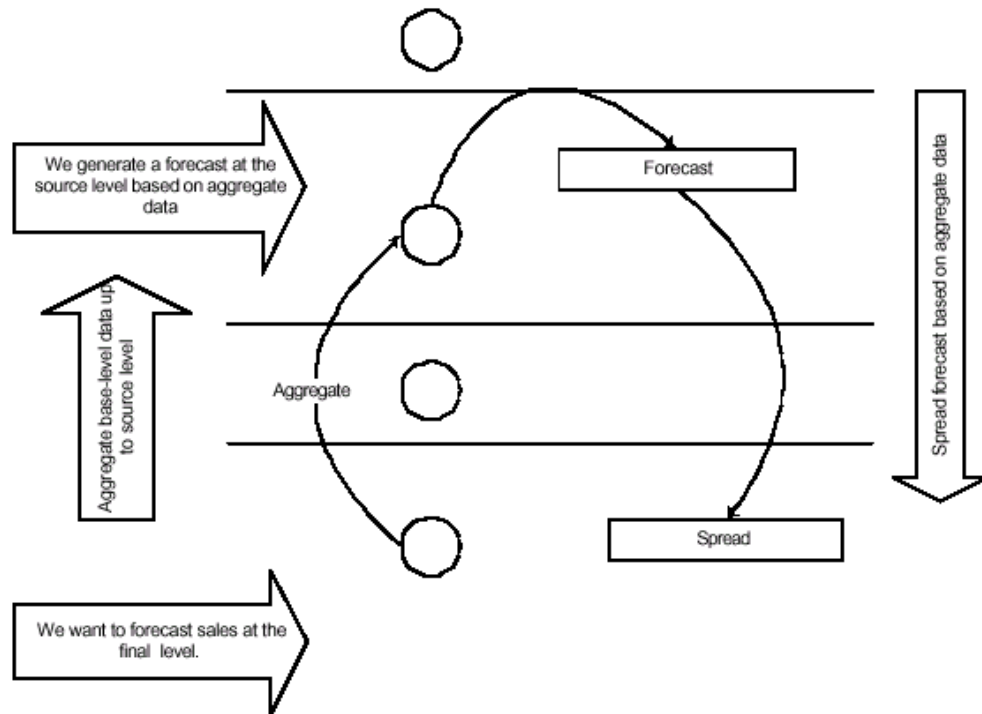 We generate a forecast at the
source level based on aggregate
data
Forecast
Aggregate base-level data up
to source level
Aggregate
Spread forecast based on aggregate data
Spread
We want to forecast sales at the
final level.